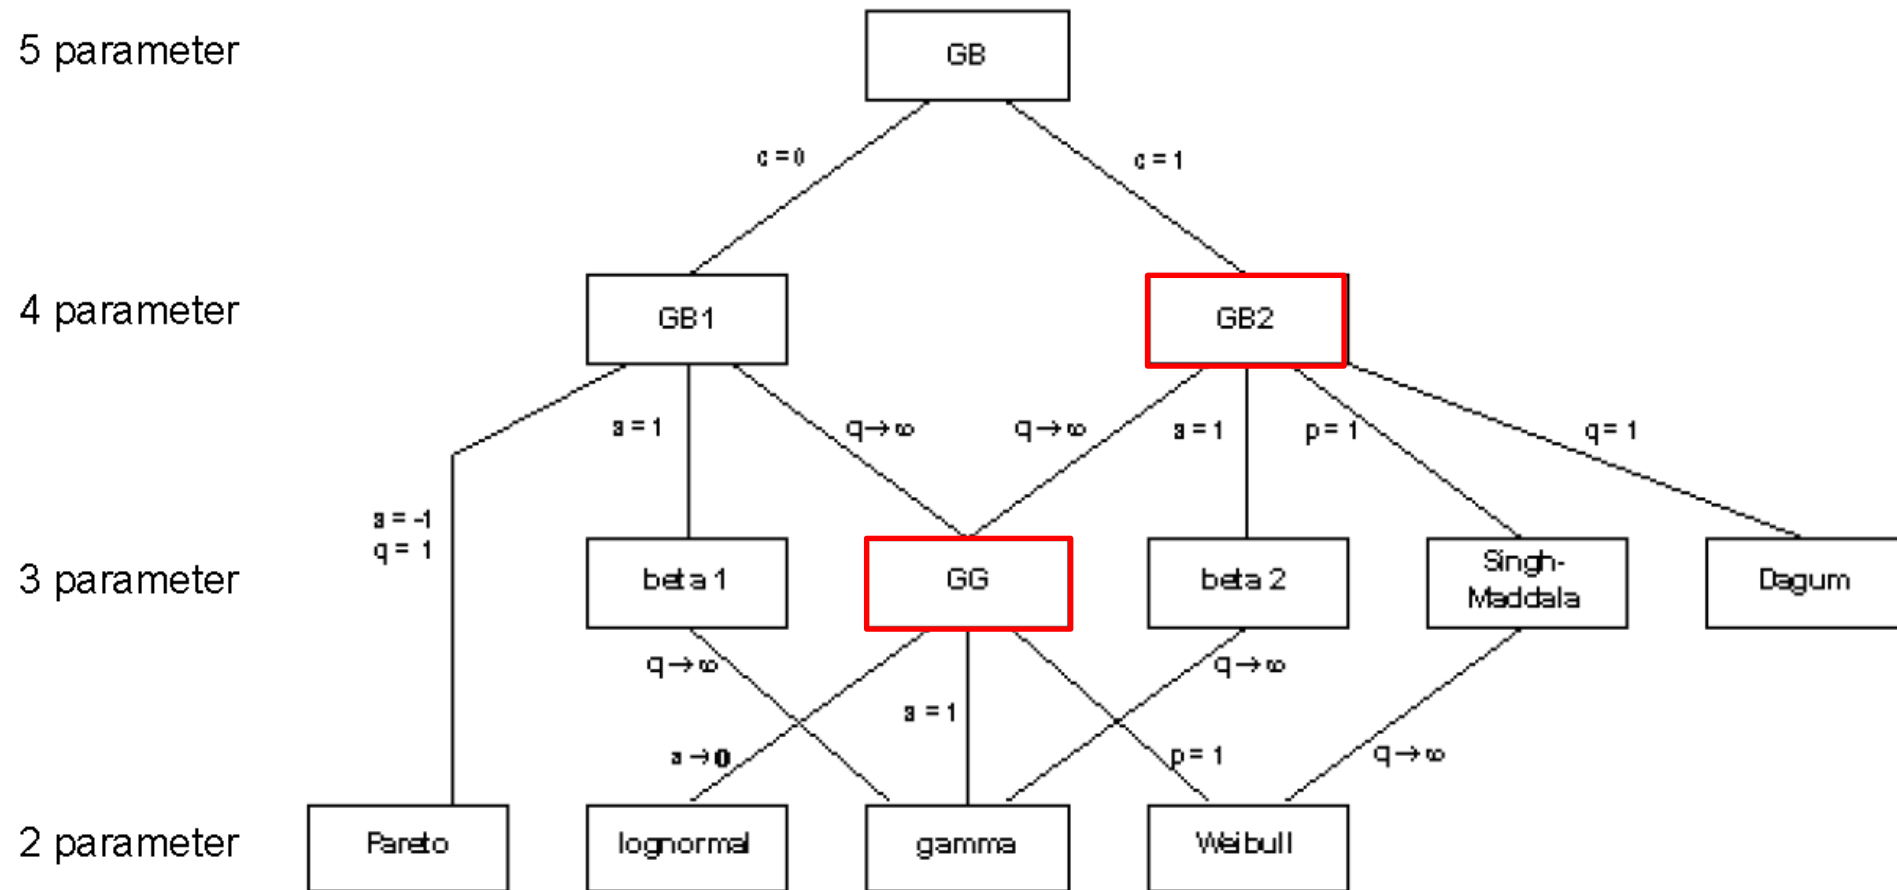 5 parameter
GB
c = 0
c = 1
4 parameter
GB1
GB2
a = 1
q → ∞
q → ∞
a = 1
p = 1
q = 1
a = -1
q = 1
3 parameter
beta 1
GG
beta 2
Singh-
Maddala
Dagum
q → ∞
q → ∞
a = 1
a → 0
p = 1
q → ∞
2 parameter
Pareto
lognormal
gamma
Weibull